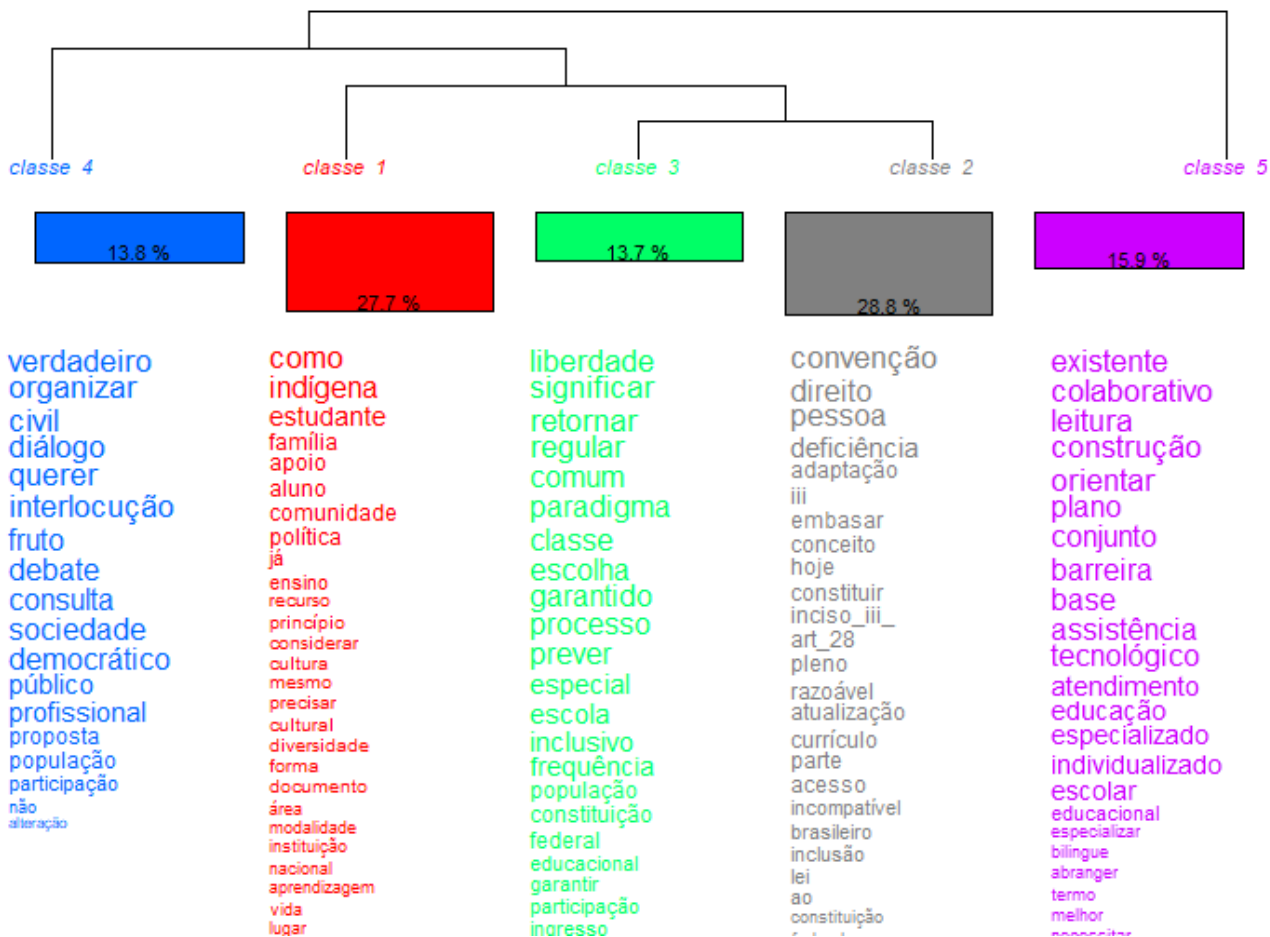 classe 4
classe 1
classe 3
classe 2
classe 5
13.8 %
27.7 %
13.7 %
28.8 %
15.9 %
verdadeiro
organizar
civil
diálogo
querer
interlocução
fruto
debate
consulta
sociedade
democrático
público
profissional
proposta
população
participação
não
alteração
como
indígena
estudante
família
apoio
aluno
comunidade
política
já
ensino
recurso
princípio
considerar
cultura
mesmo
precisar
cultural
diversidade
forma
documento
área
modalidade
instituição
nacional
aprendizagem
vida
lugar
liberdade
significar
retornar
regular
comum
paradigma
classe
escolha
garantido
processo
prever
especial
escola
inclusivo
frequência
população
constituição
federal
educacional
garantir
participação
ingresso
convenção
direito
pessoa
deficiência
adaptação
iii
embasar
conceito
hoje
constituir
inciso_iii_
art_28
pleno
razoável
atualização
currículo
parte
acesso
incompatível
brasileiro
inclusão
lei
ao
constituição
existente
colaborativo
leitura
construção
orientar
plano
conjunto
barreira
base
assistência
tecnológico
atendimento
educação
especializado
individualizado
escolar
educacional
especializar
bilingue
abranger
termo
melhor
necessitar